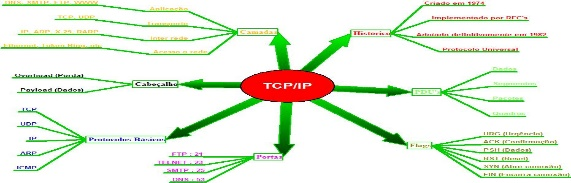 Criado em 1974
Implementado por RFC's
Adotado definitivamente em 1982
Protocolo Universal
Histórico
Aplicação
TCP, UDP
Inter rede
Acesso a rede
Camadas
TCP/IP
Overhead (Perda)
Payload (Dados)
Cabeçalho
PDU's
Dados
Segmentos
Pacotes
Quadros
TCP
UDP
IP
ARP
ICMP
Protocolos Básicos
Portas
FTP : 21
TELNET : 23
SMTP : 25
DNS : 53
Flags
URG (Urgência)
ACK (Confirmação)
PSH (Dados)
RST (Reset)
SYN (Abre conexão)
FIN (Encerra conexão)